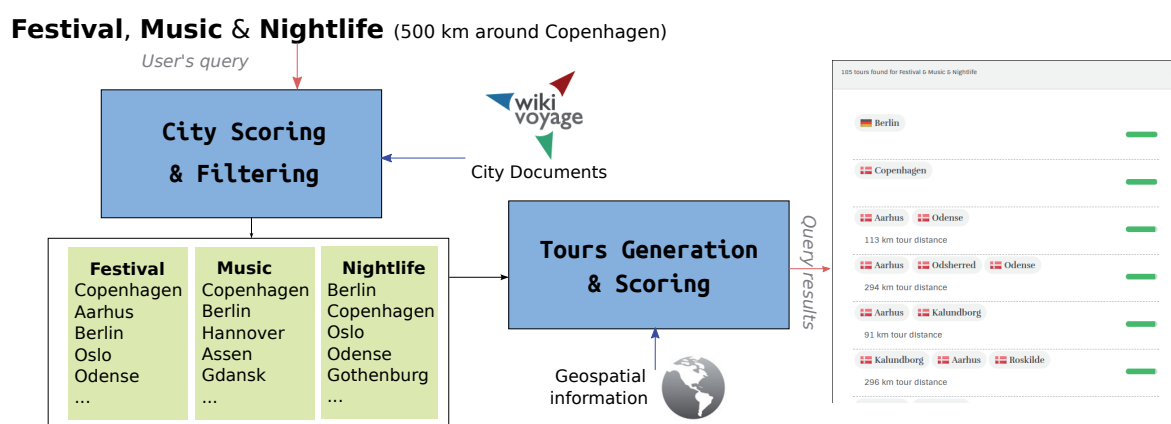 Festival, Music & Nightlife (500 km around Copenhagen)
User's query
City Scoring
& Filtering
wiki
voyage
City Documents
Festival
Copenhagen
Aarhus
Berlin
Oslo
Odense
...
Music
Copenhagen
Berlin
Hannover
Assen
Gdansk
...
Nightlife
Berlin
Copenhagen
Oslo
Odense
Gothenburg
...
Tours Generation
& Scoring
Geospatial
information
Query results
105 tours found for Festival & Music & Nightlife
Berlin
Copenhagen
Aarhus Odense
113 km tour distance
Aarhus Odsherred Odense
294 km tour distance
Aarhus Kalundborg
91 km tour distance
Kalundborg Aarhus Roskilde
296 km tour distance